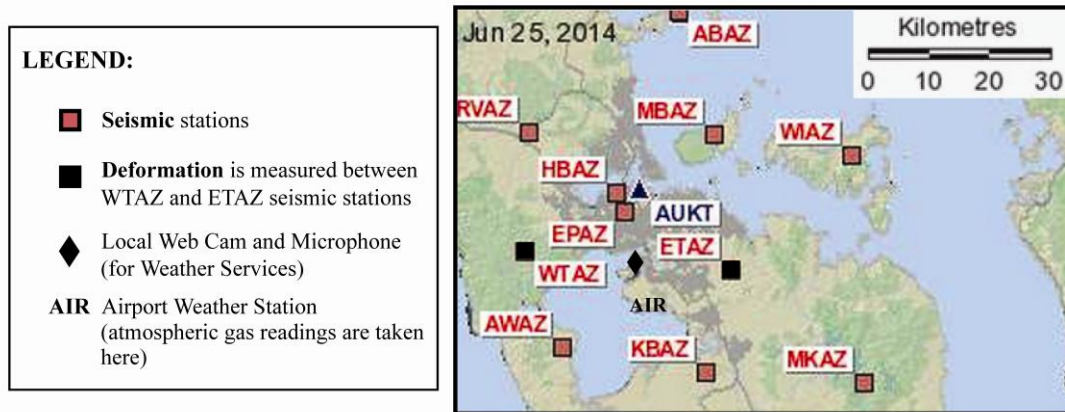 LEGEND:
Seismic stations
Deformation is measured between
WTAZ and ETAZ seismic stations
Local Web Cam and Microphone
(for Weather Services)
AIR Airport Weather Station
(atmospheric gas readings are taken
here)
Jun 25, 2014
Kilometres
0 10 20 30
ABAZ
RVAZ
MBAZ
WIAZ
HBAZ
AUKT
EPAZ
ETAZ
WTAZ
AIR
AWAZ
KBAZ
MKAZ